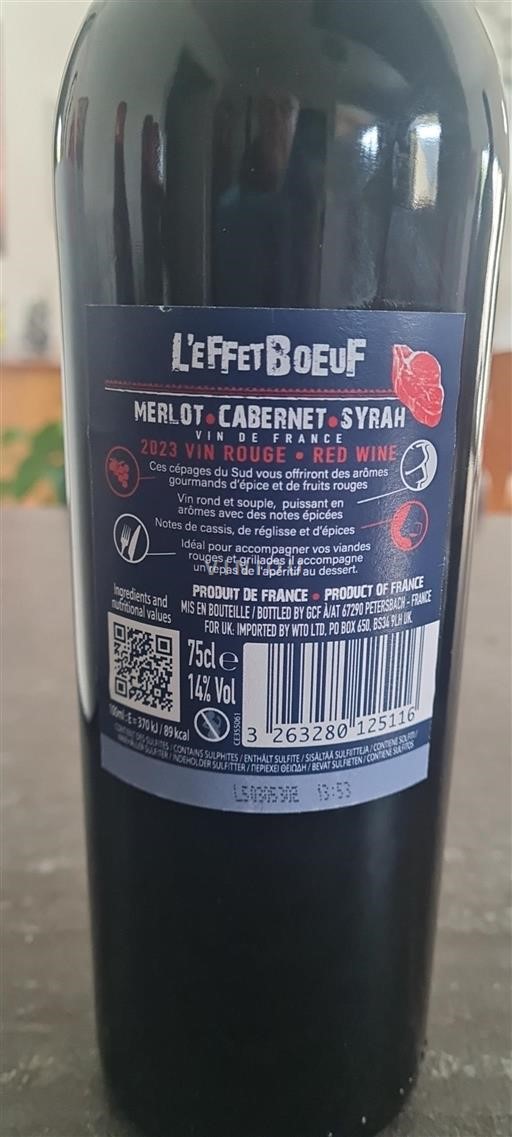 L'EFFET BOEUF
MERLOT • CABERNET • SYRAH
VIN DE FRANCE
2023 VIN ROUGE • RED WINE
Ces cépages du Sud vous offriront des arômes
gourmands d'épice et de fruits rouges
Vin rond et souple, puissant en
arômes avec des notes épicées
Notes de cassis, de réglisse et d'épices
Idéal pour accompagner vos viandes
rouges et grillades il accompagne
un repas de l'apéritif au dessert.
PRODUIT DE FRANCE • PRODUCT OF FRANCE
MIS EN BOUTEILLE / BOTTLED BY GCF À/AT 67290 PETERSBACH - FRANCE
FOR UK: IMPORTED BY WTO LTD, PO BOX 650, BS34 9LH UK.
Ingredients and
nutritional values
75cl e
14% Vol
100ml : E = 370 kJ / 89 kcal
3 263280 125116
CONTIENT DES SULFITES / CONTAINS SULPHITES / ENTHÄLT SULFITE / SISÄLTÄÄ SULFIITTEJA / CONTIENE SOLFITI /
INDEHOLDER SULFITTER / ΠΕΡΙΕΧΕΙ ΘΕΙΩΔΗ / BEVAT SULFIETEN / CONTIENE SULFITOS
13:53